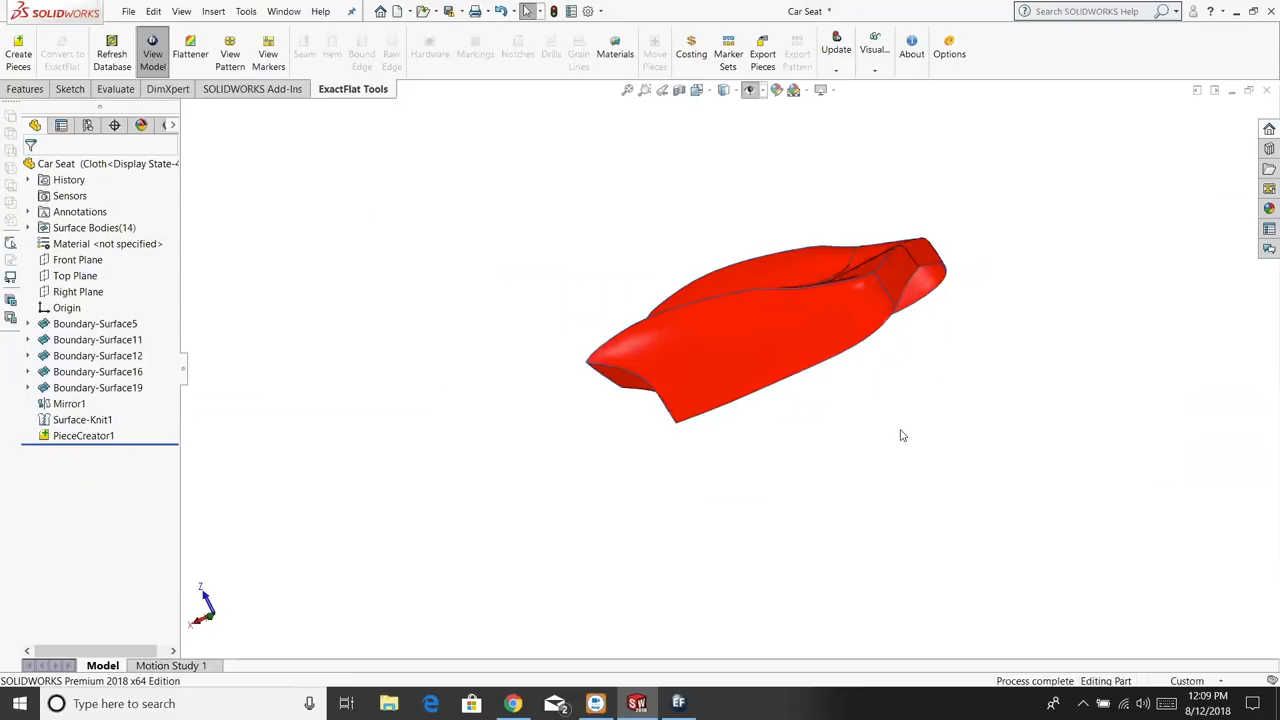 SOLIDWORKS File Edit View Insert Tools Window Help Car Seat * Search SOLIDWORKS Help
Create Pieces Convert to ExactFlat Refresh Database View Model Flattener View Pattern View Markers Seam Hem Bound Edge Raw Edge Hardware Markings Notches Drills Grain Lines Materials Move Pieces Costing Marker Sets Export Pieces Export Pattern Update Visual... About Options
Features Sketch Evaluate DimXpert SOLIDWORKS Add-Ins ExactFlat Tools
Car Seat (Cloth<Display State-4
History
Sensors
Annotations
Surface Bodies(14)
Material <not specified>
Front Plane
Top Plane
Right Plane
Origin
Boundary-Surface5
Boundary-Surface11
Boundary-Surface12
Boundary-Surface16
Boundary-Surface19
Mirror1
Surface-Knit1
PieceCreator1
Z
X
Model Motion Study 1
SOLIDWORKS Premium 2018 x64 Edition Process complete Editing Part Custom
Type here to search 2 SW 2018 EF 12:09 PM
8/12/2018